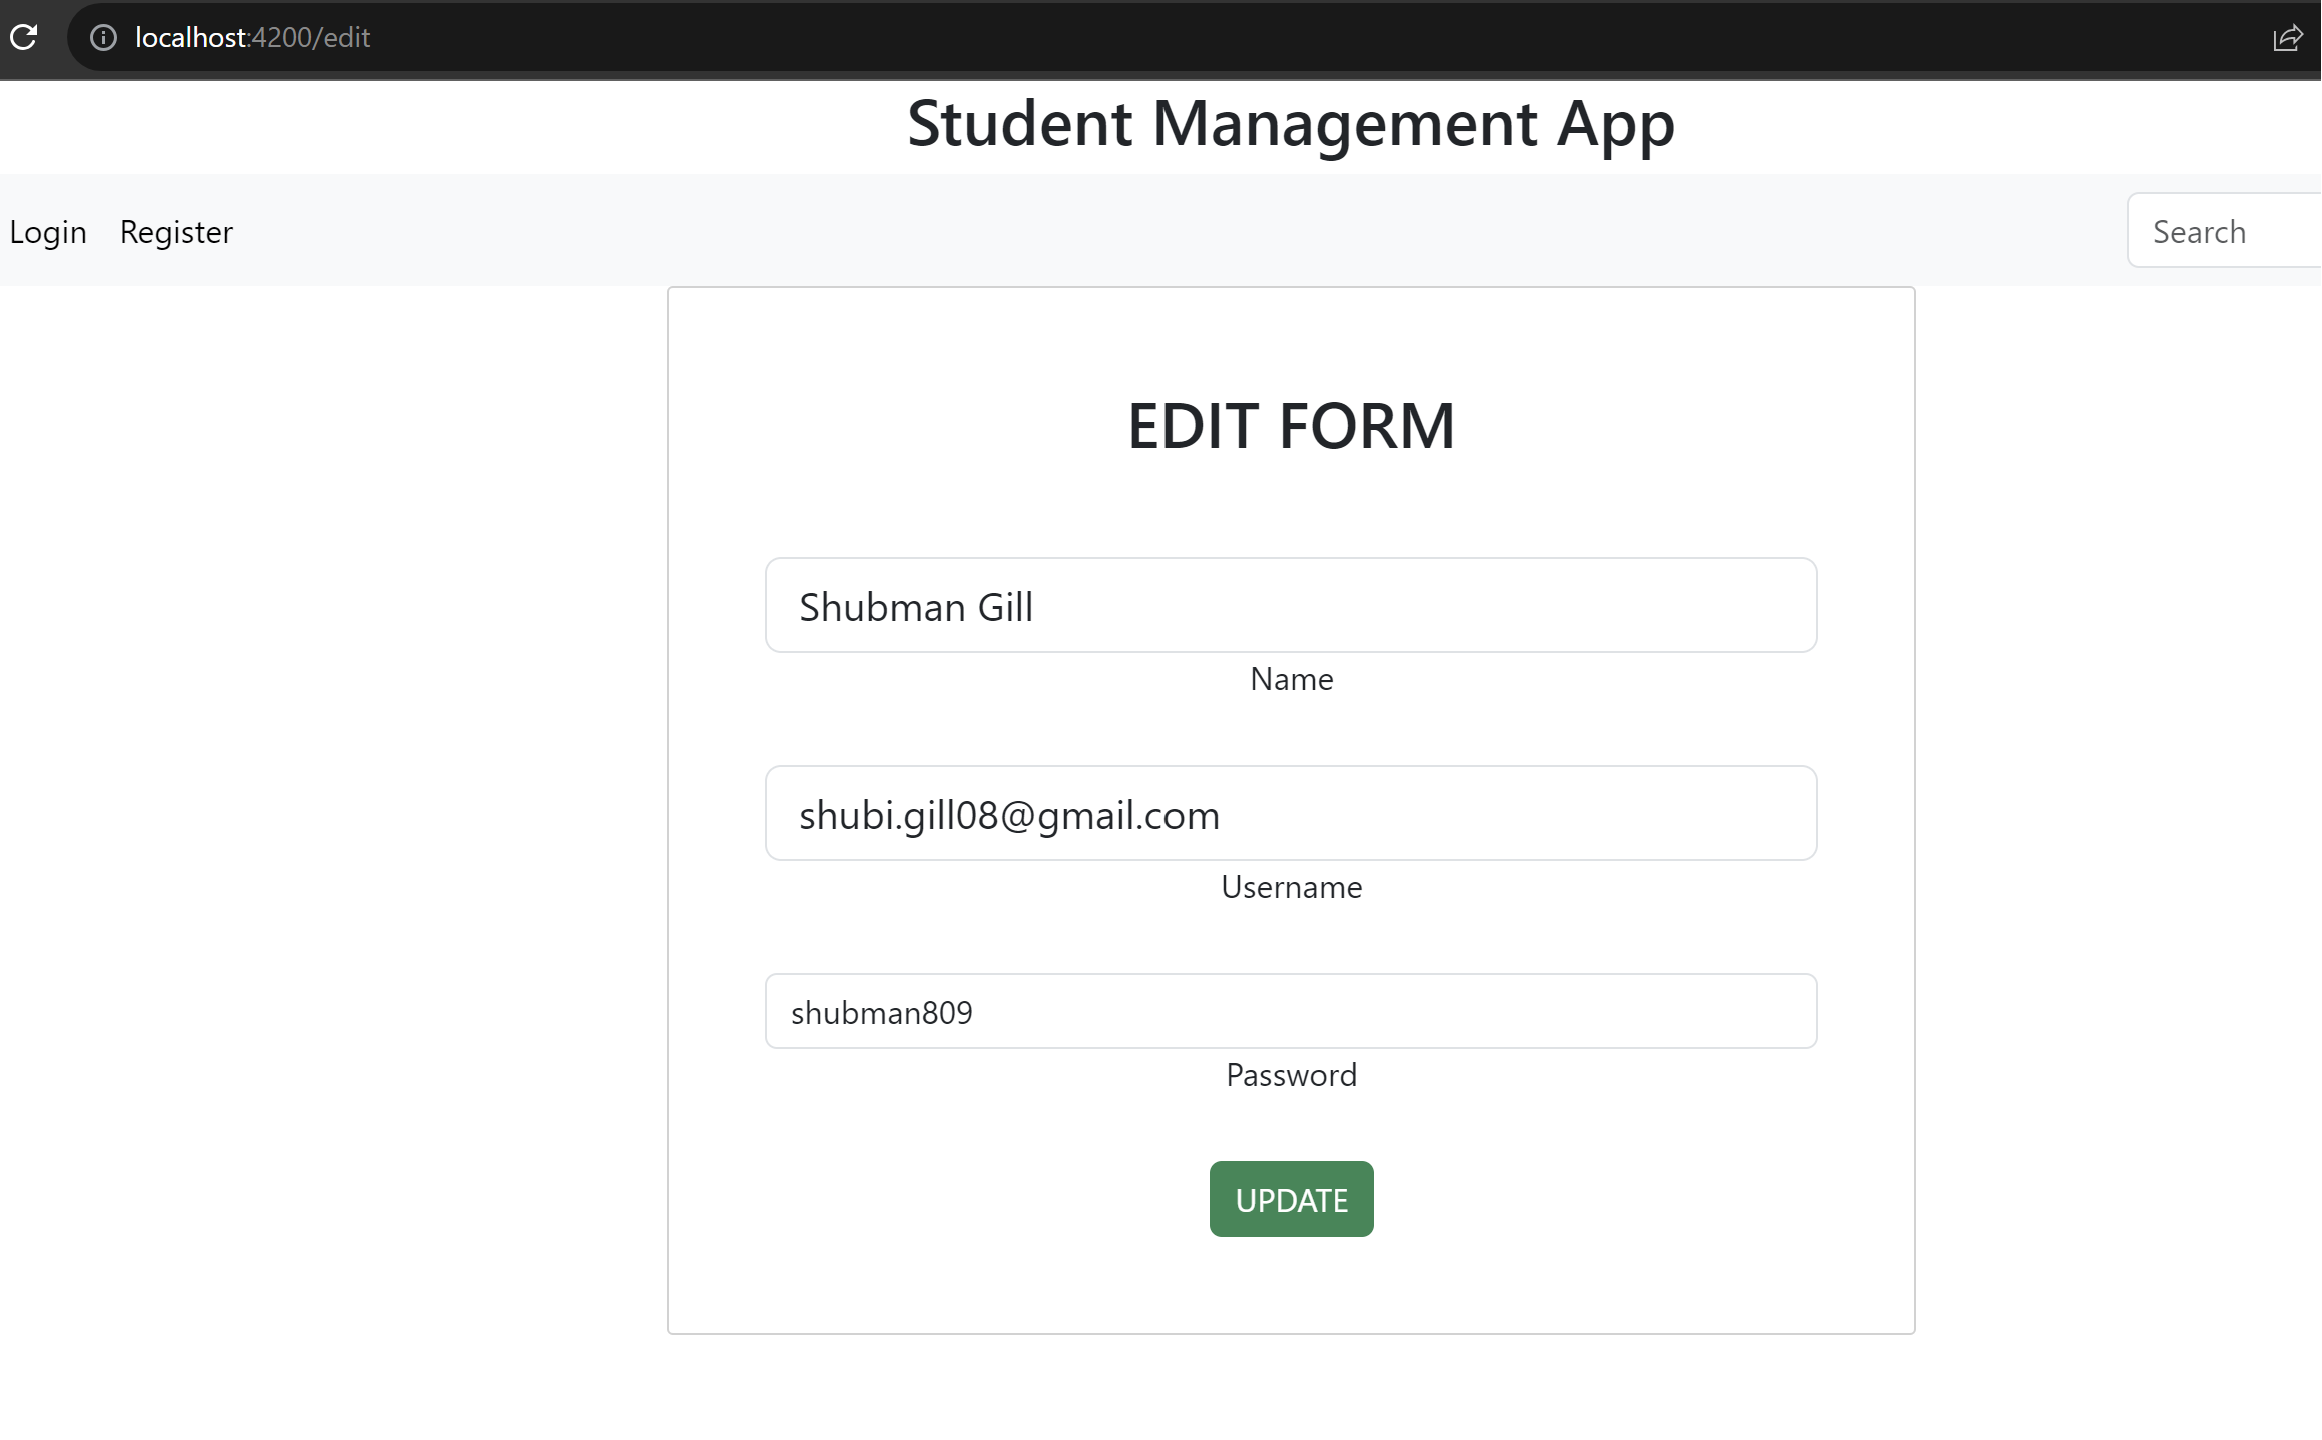 localhost:4200/edit
Student Management App
Login Register Search
EDIT FORM
Shubman Gill
Name
shubi.gill08@gmail.com
Username
shubman809
Password
UPDATE